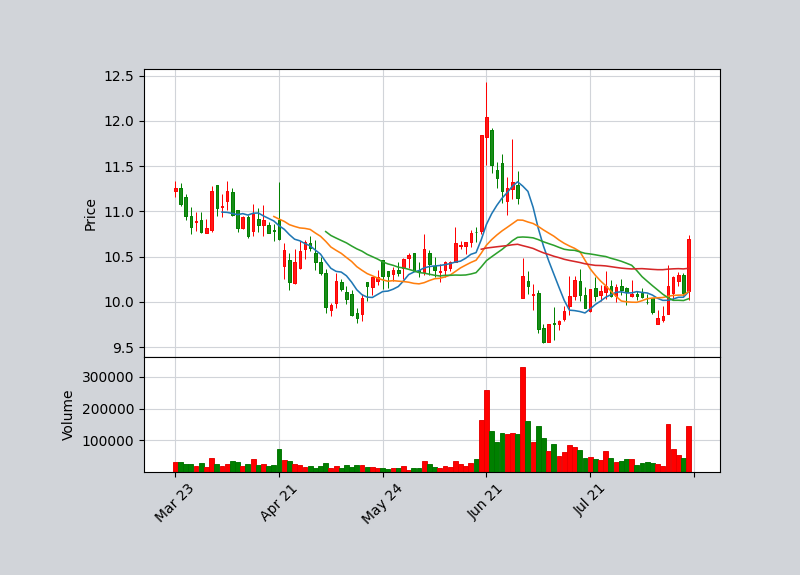 12.5
12.0
11.5
11.0
10.5
10.0
9.5
Price
300000
200000
100000
Volume
Mar 23
Apr 21
May 24
Jun 21
Jul 21